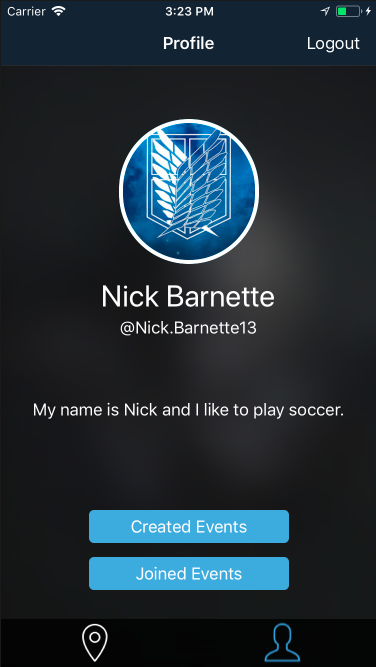 Carrier 3:23 PM
Profile Logout
Nick Barnette
@Nick.Barnette13
My name is Nick and I like to play soccer.
Created Events
Joined Events